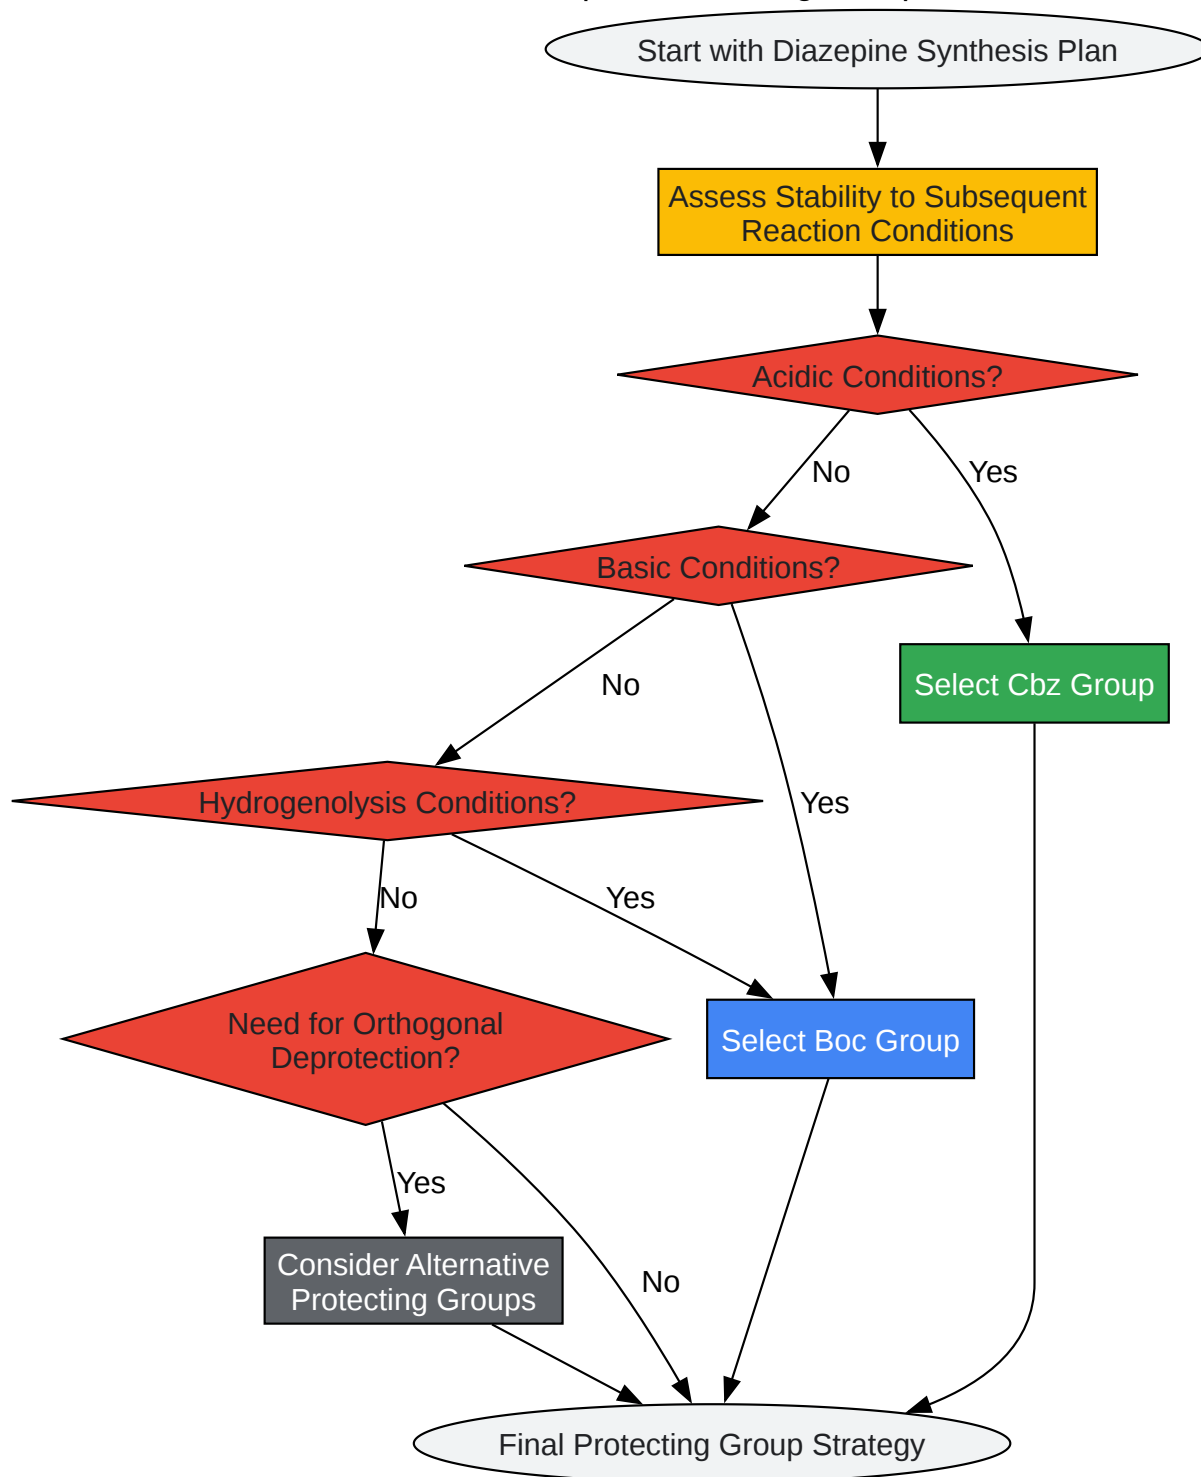 Start with Diazepine Synthesis Plan
Assess Stability to Subsequent
Reaction Conditions
Acidic Conditions?
No
Yes
Basic Conditions?
No
Select Cbz Group
Hydrogenolysis Conditions?
Yes
No
Yes
Need for Orthogonal
Deprotection?
Select Boc Group
Yes
Consider Alternative
Protecting Groups
No
Final Protecting Group Strategy